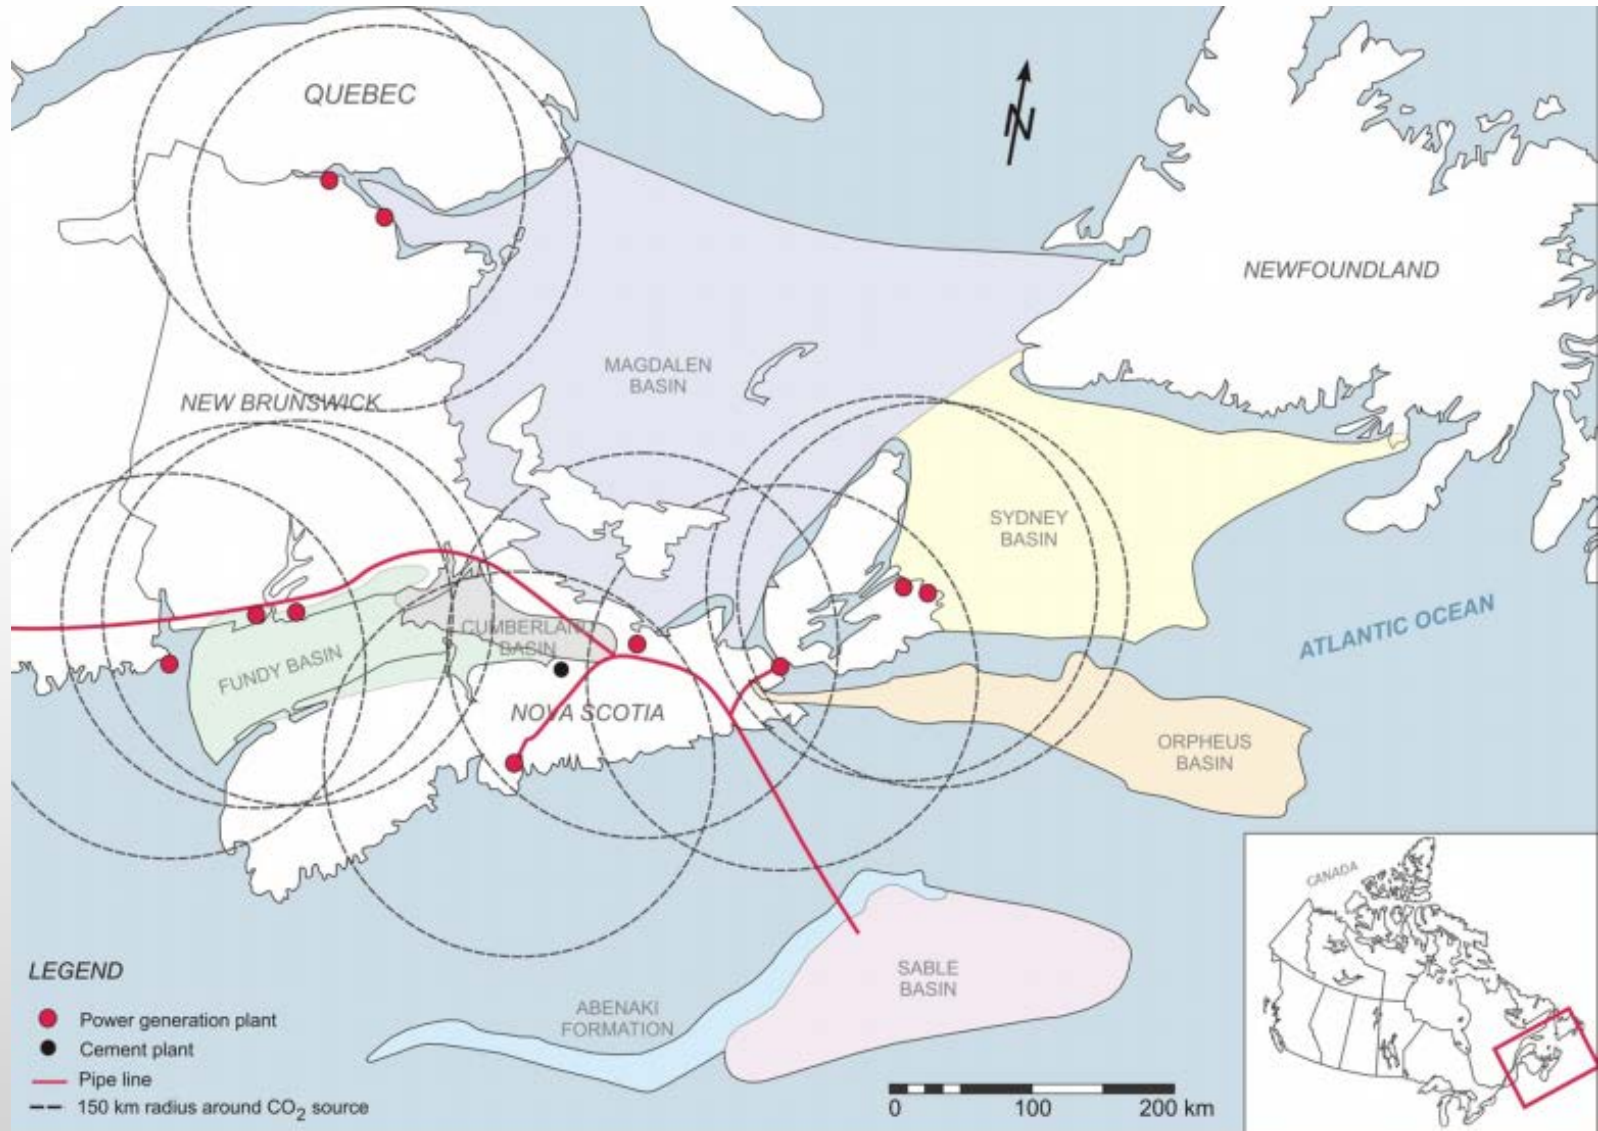 QUEBEC
N
NEWFOUNDLAND
MAGDALEN
BASIN
NEW BRUNSWICK
SYDNEY
BASIN
ATLANTIC OCEAN
CUMBERLAND
BASIN
FUNDY BASIN
NOVA SCOTIA
ORPHEUS
BASIN
CANADA
SABLE
BASIN
ABENAKI
FORMATION
LEGEND
Power generation plant
Cement plant
Pipe line
150 km radius around CO2 source
0 100 200 km